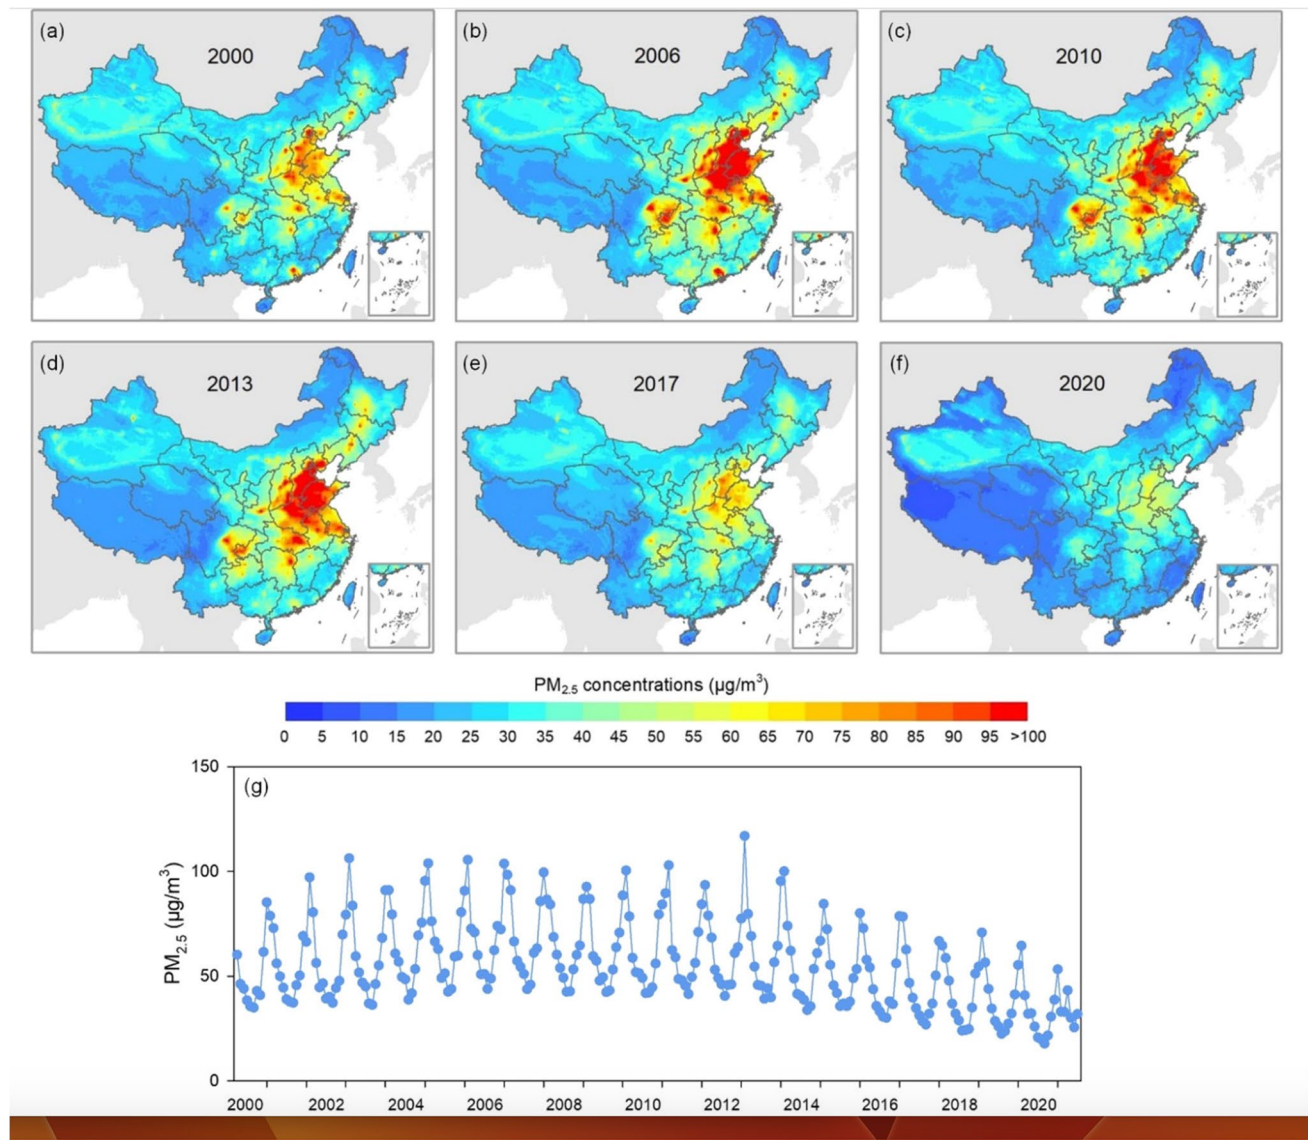 (a) 2000
(b) 2006
(c) 2010
(d) 2013
(e) 2017
(f) 2020
PM2.5 concentrations (µg/m³)
0 5 10 15 20 25 30 35 40 45 50 55 60 65 70 75 80 85 90 95 >100
(g)
PM2.5 (µg/m³)
150
100
50
0
2000 2002 2004 2006 2008 2010 2012 2014 2016 2018 2020